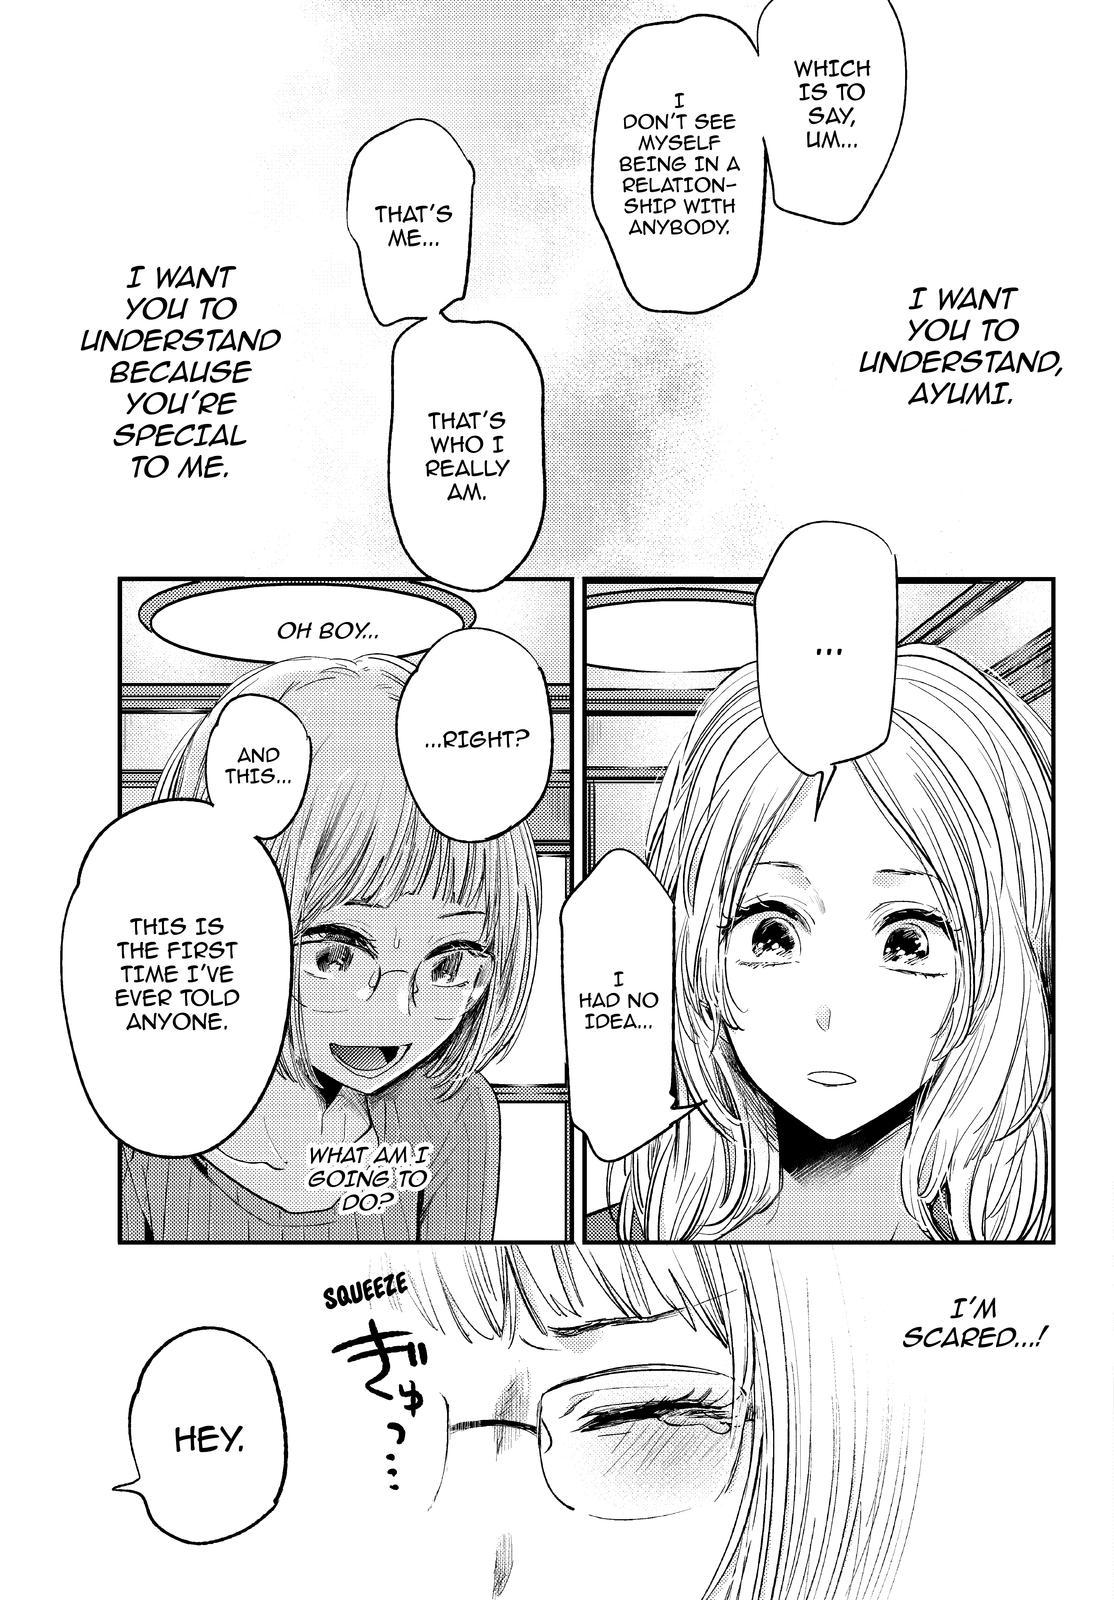 WHICH
IS TO
SAY,
UM...
I
DON'T SEE
MYSELF
BEING IN A
RELATION-
SHIP WITH
ANYBODY.
I WANT
YOU TO
UNDERSTAND,
AYUMI.
THAT'S
ME...
THAT'S
WHO I
REALLY
AM.
I WANT
YOU TO
UNDERSTAND
BECAUSE
YOU'RE
SPECIAL
TO ME.
...
I
HAD NO
IDEA...
...RIGHT?
OH BOY...
AND
THIS...
THIS IS
THE FIRST
TIME I'VE
EVER TOLD
ANYONE.
WHAT AM I
GOING TO
DO?
I'M
SCARED...!
SQUEEZE
ぎゅっ...
HEY.